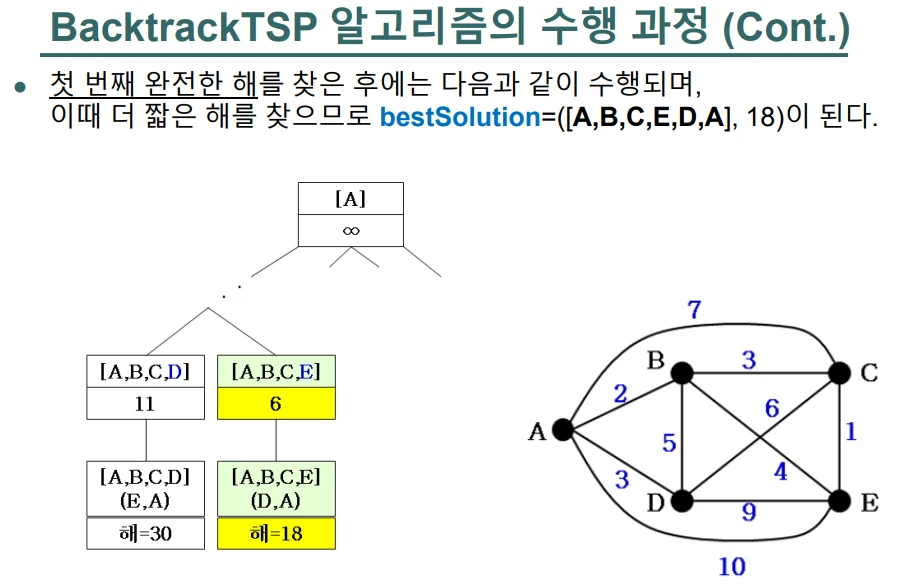 BacktrackTSP 알고리즘의 수행 과정 (Cont.)
• 첫 번째 완전한 해를 찾은 후에는 다음과 같이 수행되며,
이때 더 짧은 해를 찾으므로 bestSolution=([A,B,C,E,D,A], 18)이 된다.
[A]
∞
[A,B,C,D]
11
[A,B,C,E]
6
[A,B,C,D]
(E,A)
해=30
[A,B,C,E]
(D,A)
해=18
7
B
3
C
2
6
A
5
1
3
4
D
9
E
10